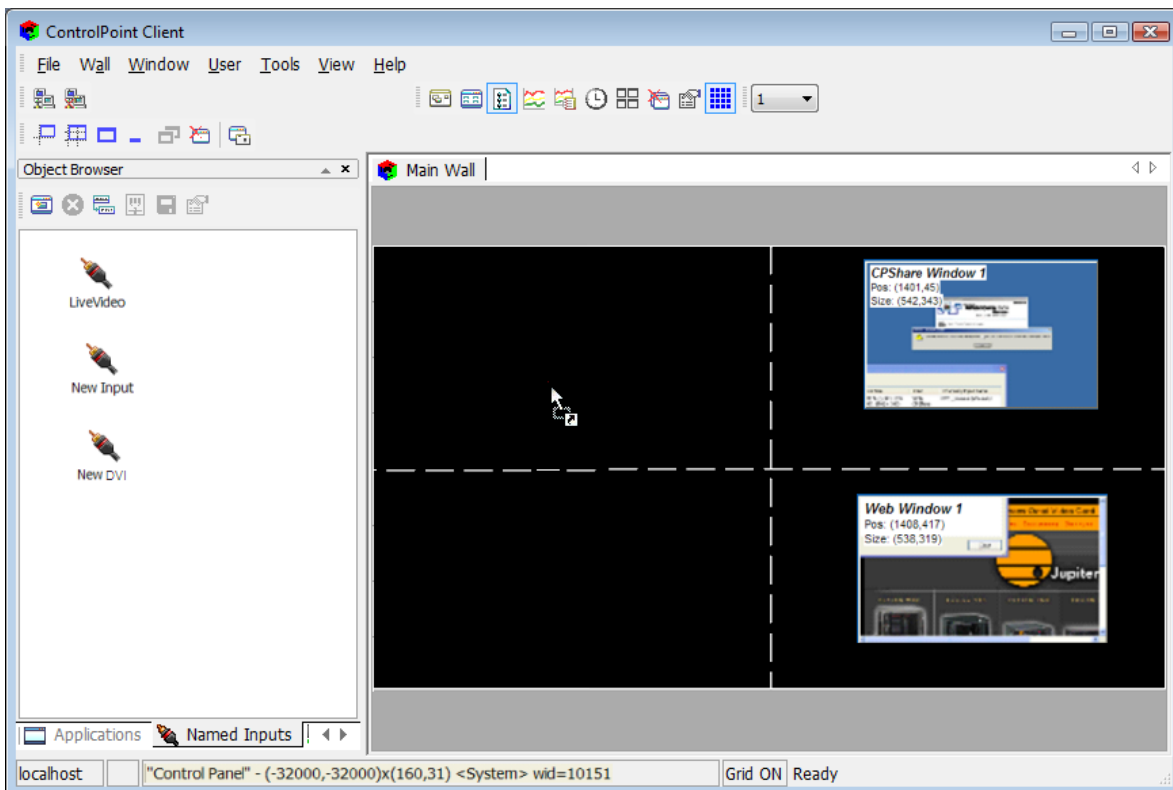 ControlPoint Client
File Wall Window User Tools View Help
1
Object Browser
Main Wall
LiveVideo
New Input
New DVI
CPShare Window 1
Pos: (1401,45)
Size: (542,343)
Web Window 1
Pos: (1408,417)
Size: (538,319)
Jupiter
Applications Named Inputs
localhost "Control Panel" - (-32000,-32000)x(160,31) <System> wid=10151 Grid ON Ready